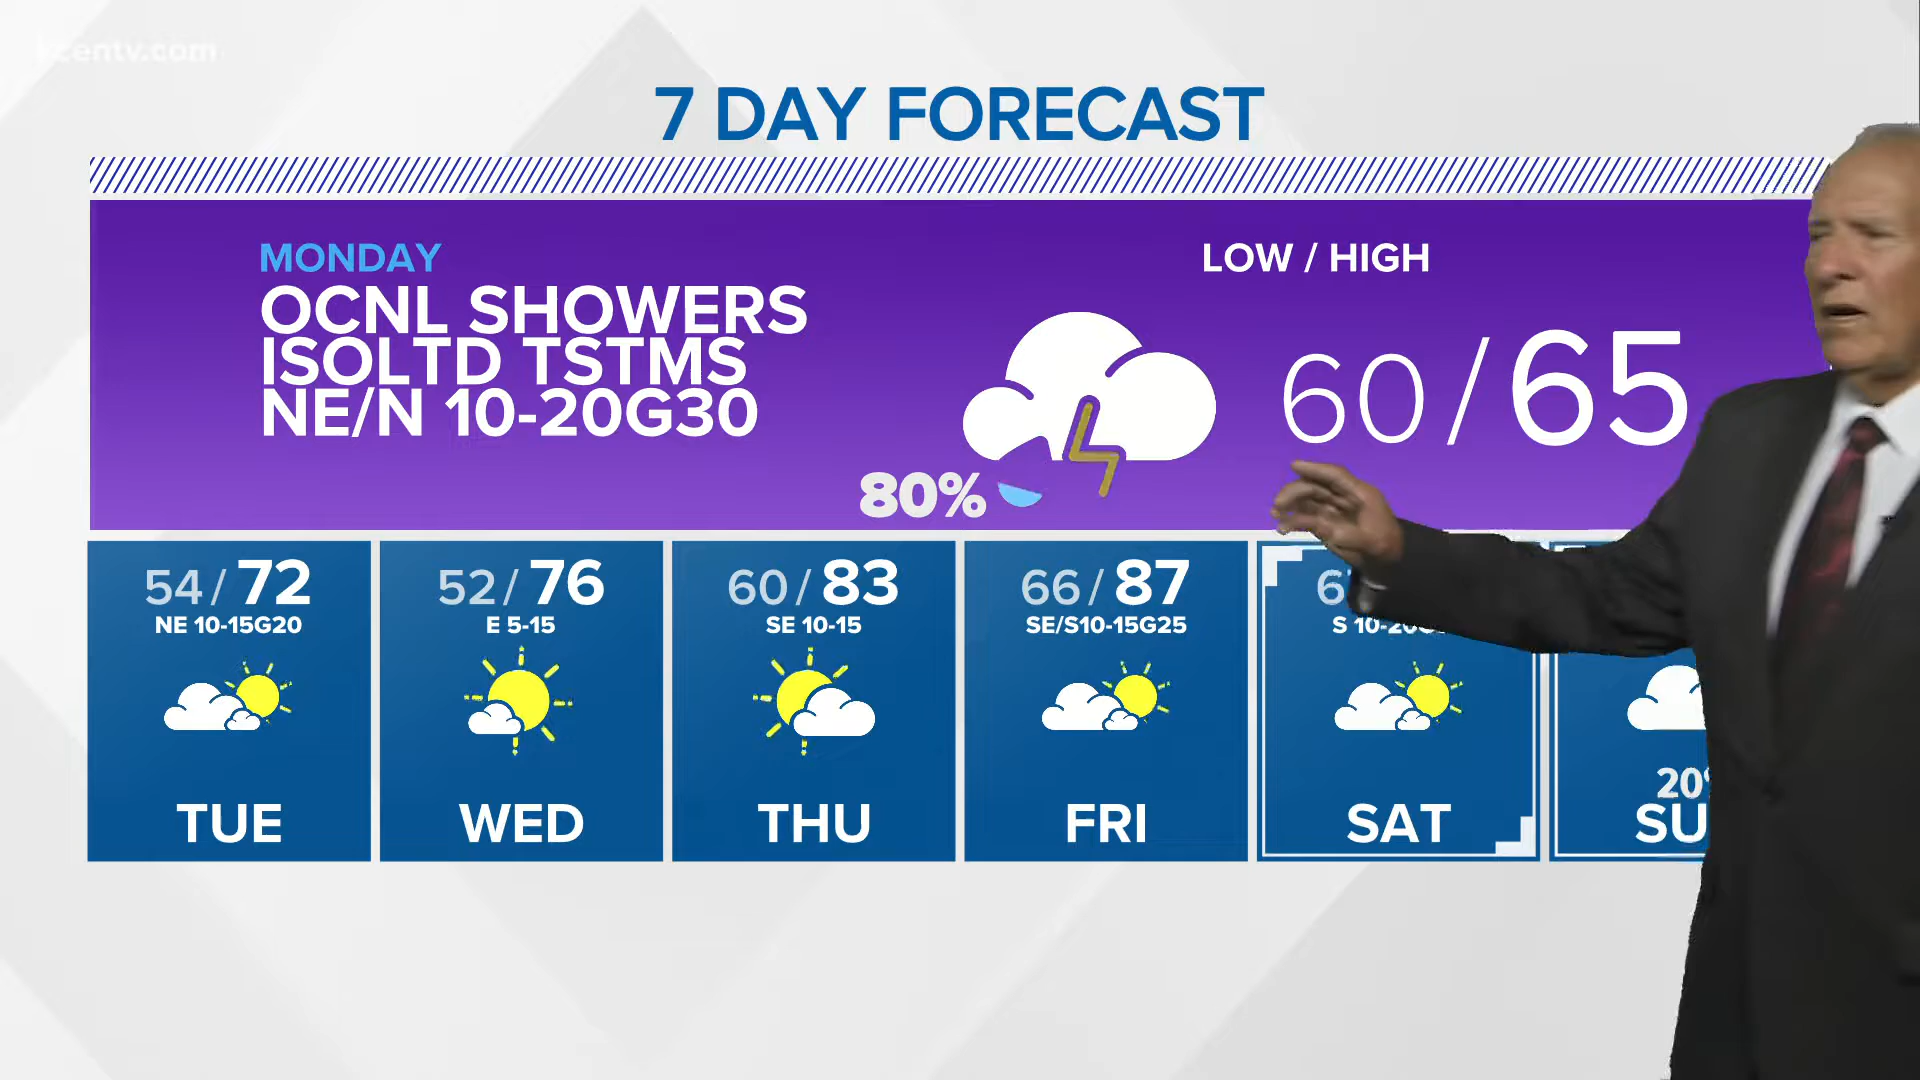 kcentv.com
7 DAY FORECAST
MONDAY
OCNL SHOWERS
ISOLTD TSTMS
NE/N 10-20G30
LOW / HIGH
60/65
80%
54/72
NE 10-15G20
TUE
52/76
E 5-15
WED
60/83
SE 10-15
THU
66/87
SE/S10-15G25
FRI
S
SAT